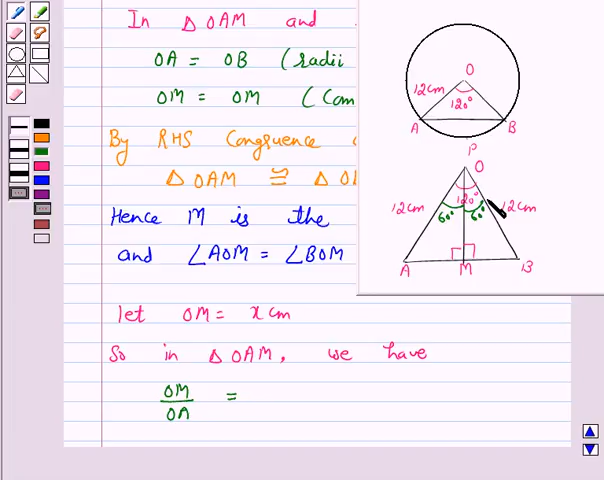 In △OAM and
OA = OB (radii
OM = OM (Com
By RHS Congruence
△OAM ≅ △O
Hence M is the
and ∠AOM = ∠BOM
let OM = x cm
So in △OAM, we have
OM/OA =
O
12cm
120°
A
B
P
O
12cm
120°
12cm
60°
60°
A
M
B